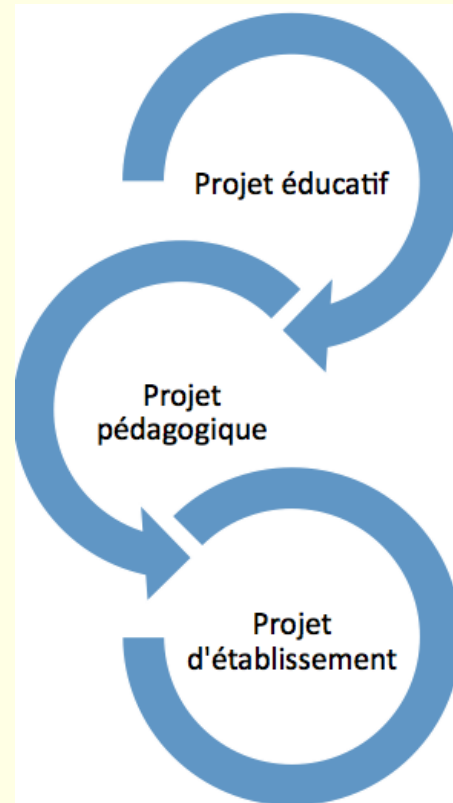 Projet éducatif
Projet
pédagogique
Projet
d'établissement